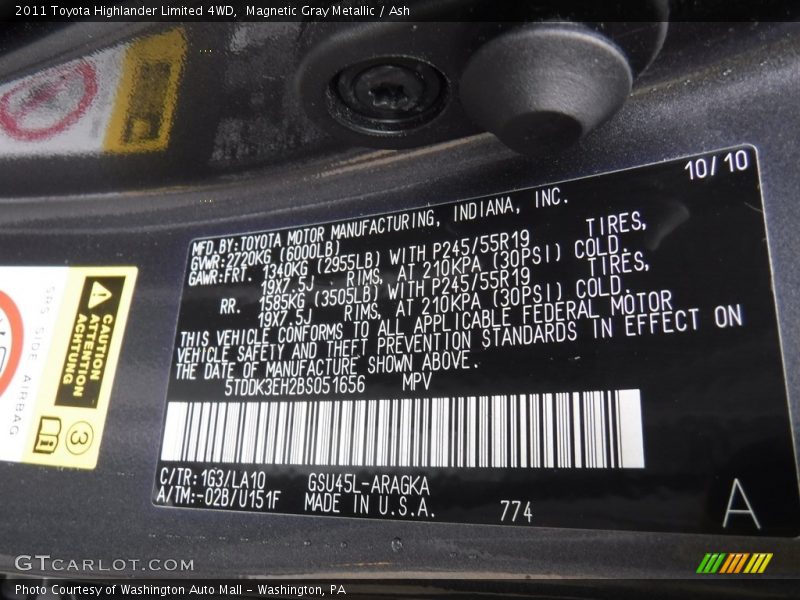 2011 Toyota Highlander Limited 4WD, Magnetic Gray Metallic / Ash
10/10
MFD.BY:TOYOTA MOTOR MANUFACTURING, INDIANA, INC.
GVWR:2720KG (6000LB)
GAWR:FRT. 1340KG (2955LB) WITH P245/55R19 TIRES,
19X7.5J RIMS, AT 210KPA (30PSI) COLD.
RR. 1585KG (3505LB) WITH P245/55R19 TIRES,
19X7.5J RIMS, AT 210KPA (30PSI) COLD.
THIS VEHICLE CONFORMS TO ALL APPLICABLE FEDERAL MOTOR
VEHICLE SAFETY AND THEFT PREVENTION STANDARDS IN EFFECT ON
THE DATE OF MANUFACTURE SHOWN ABOVE.
5TDDK3EH2BS051656 MPV
C/TR:1G3/LA10 GSU45L-ARAGKA
A/TM:-02B/U151F MADE IN U.S.A. 774
A
CAUTION
ATTENTION
ACHTUNG
SRS SIDE AIRBAG
3
GTCARLOT.COM
Photo Courtesy of Washington Auto Mall - Washington, PA